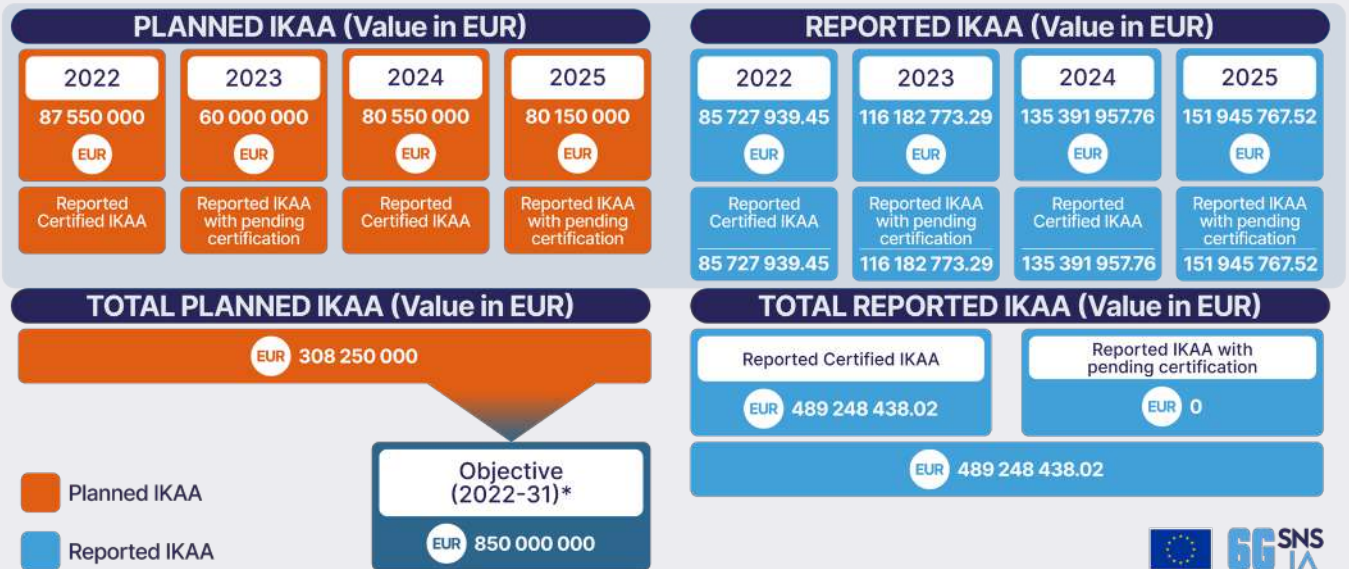 PLANNED IKAA (Value in EUR)
2022
87 550 000
EUR
Reported
Certified IKAA
2023
60 000 000
EUR
Reported IKAA
with pending
certification
2024
80 550 000
EUR
Reported
Certified IKAA
2025
80 150 000
EUR
Reported IKAA
with pending
certification
REPORTED IKAA (Value in EUR)
2022
85 727 939.45
EUR
Reported
Certified IKAA
85 727 939.45
2023
116 182 773.29
EUR
Reported IKAA
with pending
certification
116 182 773.29
2024
135 391 957.76
EUR
Reported
Certified IKAA
135 391 957.76
2025
151 945 767.52
EUR
Reported IKAA
with pending
certification
151 945 767.52
TOTAL PLANNED IKAA (Value in EUR)
EUR 308 250 000
Objective
(2022-31)*
EUR 850 000 000
Planned IKAA
Reported IKAA
TOTAL REPORTED IKAA (Value in EUR)
Reported Certified IKAA
EUR 489 248 438.02
Reported IKAA with
pending certification
EUR 0
EUR 489 248 438.02
6G SNS